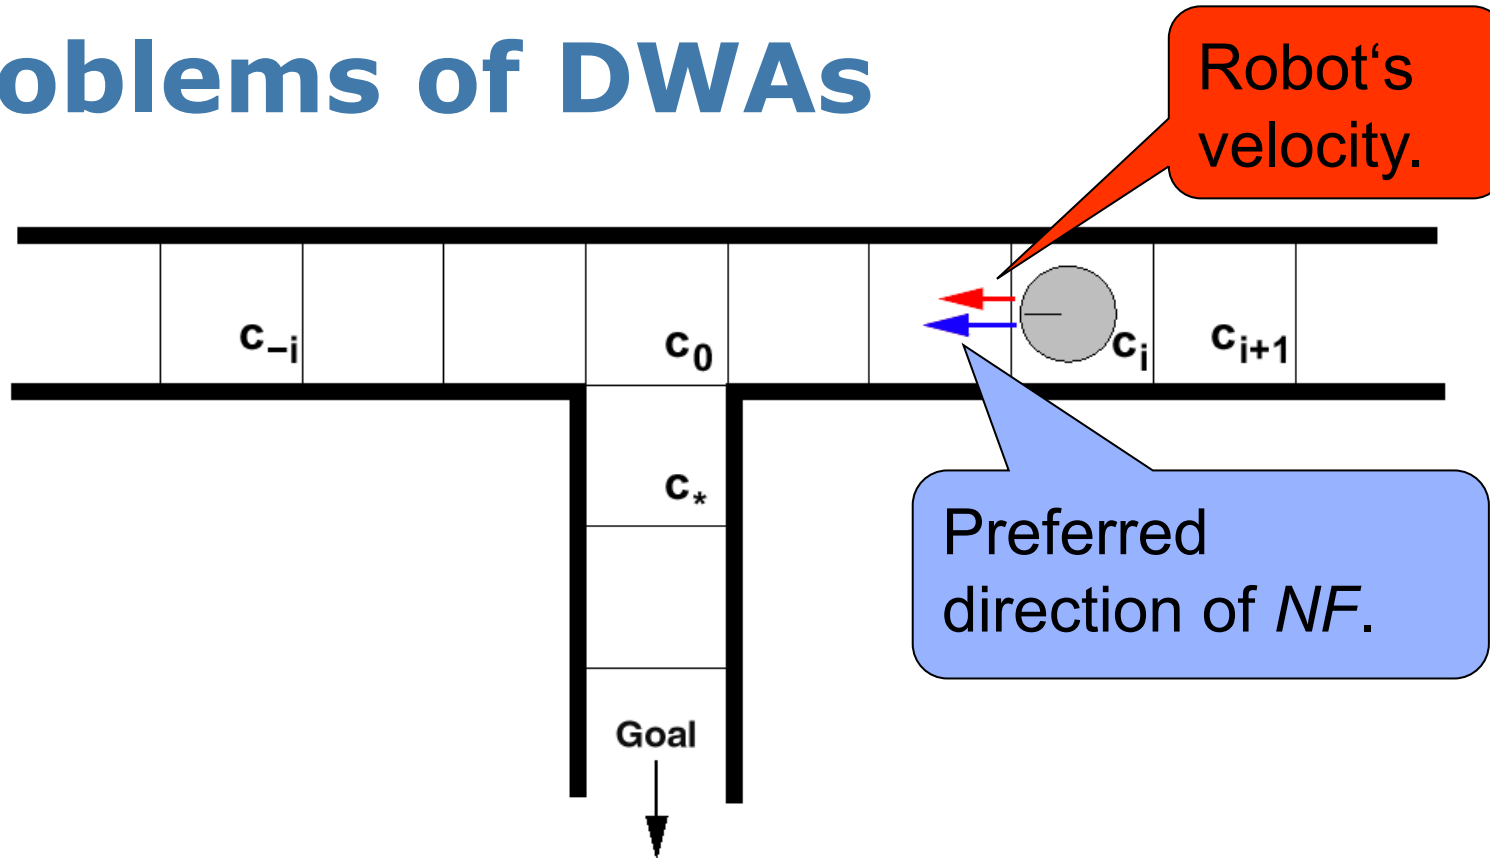 oblems of DWAs
Robot‘s
velocity.
c–i
c0
ci
ci+1
c*
Preferred
direction of NF.
Goal